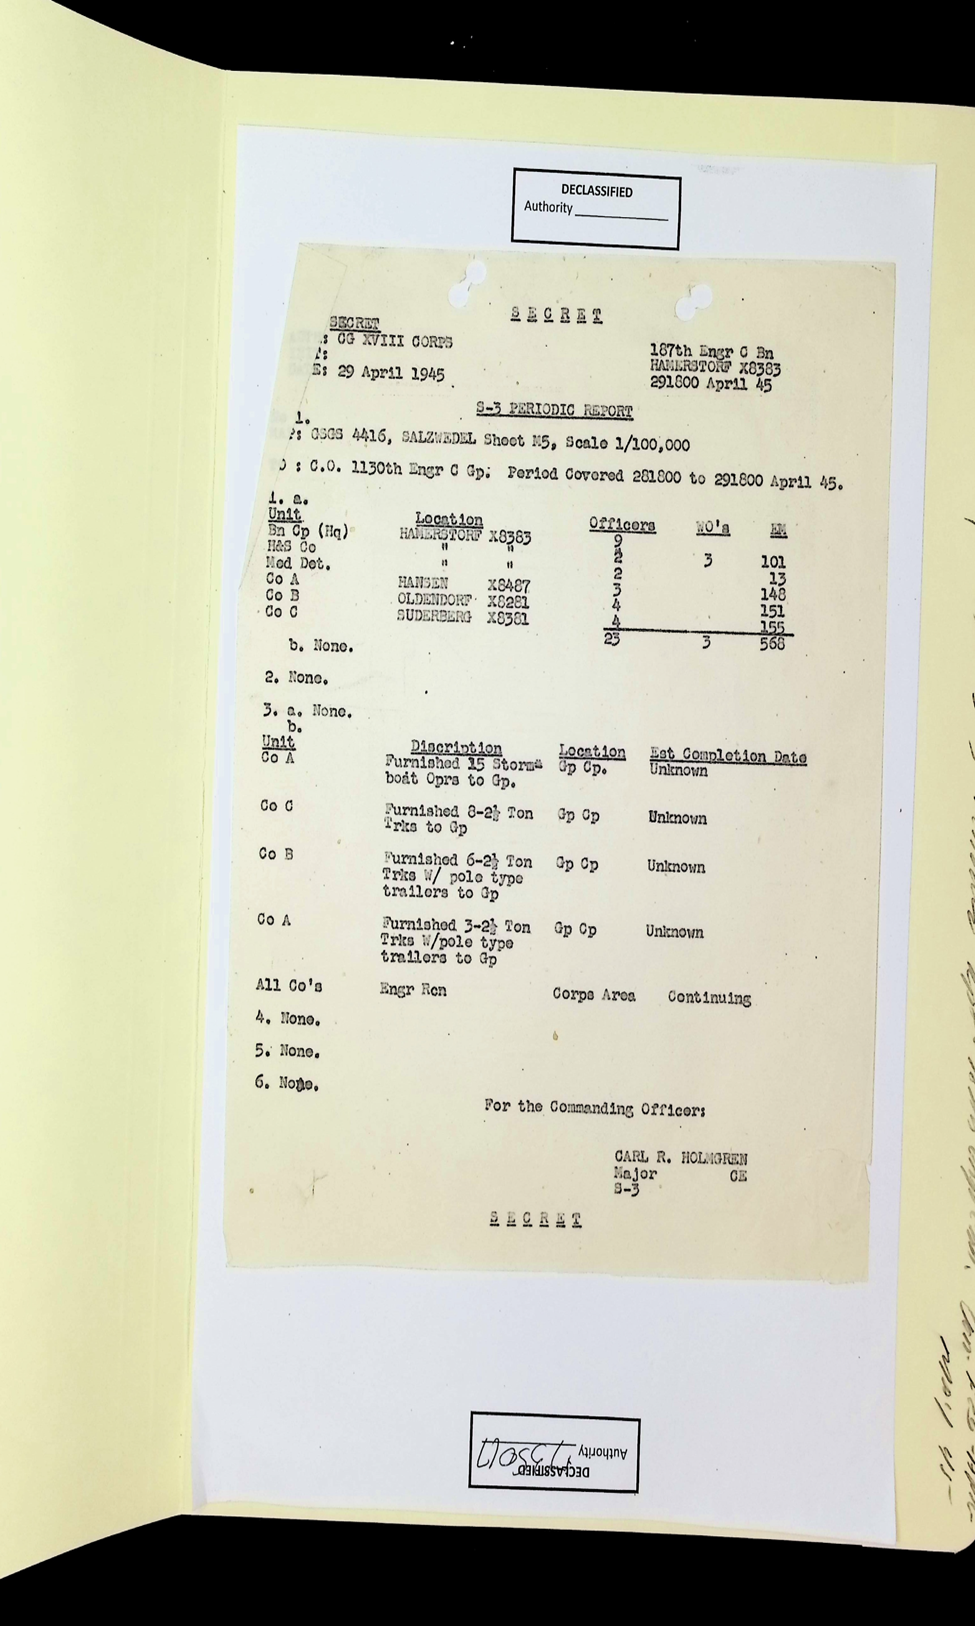 DECLASSIFIED
Authority
S E C R E T
SECRET
: CG XVIII CORPS
:
E: 29 April 1945
187th Engr C Bn
HAMERSTORF X8383
291800 April 45
S-3 PERIODIC REPORT
1.
P: GSGS 4416, SALZWEDEL Sheet M5, Scale 1/100,000
O : C.O. 1130th Engr C Gp. Period Covered 281800 to 291800 April 45.
1. a.
Unit Location Officers WO's EM
Bn Cp (Hq) HAMERSTORF X8383 9
H&S Co " " 2 3 101
Med Det. " " 2 13
Co A HANSEN X8487 3 148
Co B OLDENDORF X8281 4 151
Co C SUDERBERG X8381 4 155
23 3 568
b. None.
2. None.
3. a. None.
b.
Unit Discription Location Est Completion Date
Co A Furnished 15 Storm- Gp Cp. Unknown
boat Oprs to Gp.
Co C Furnished 8-2½ Ton Gp Cp Unknown
Trks to Gp
Co B Furnished 6-2½ Ton Gp Cp Unknown
Trks W/ pole type
trailers to Gp
Co A Furnished 3-2½ Ton Gp Cp Unknown
Trks W/pole type
trailers to Gp
All Co's Engr Rcn Corps Area Continuing
4. None.
5. None.
6. None.
For the Commanding Officer:
CARL R. HOLMGREN
Major CE
S-3
S E C R E T
DECLASSIFIED
Authority